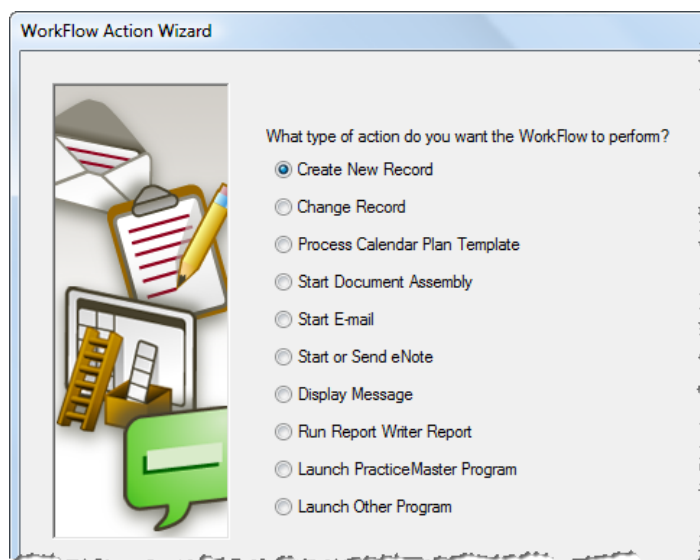 WorkFlow Action Wizard
What type of action do you want the WorkFlow to perform?
Create New Record
Change Record
Process Calendar Plan Template
Start Document Assembly
Start E-mail
Start or Send eNote
Display Message
Run Report Writer Report
Launch PracticeMaster Program
Launch Other Program